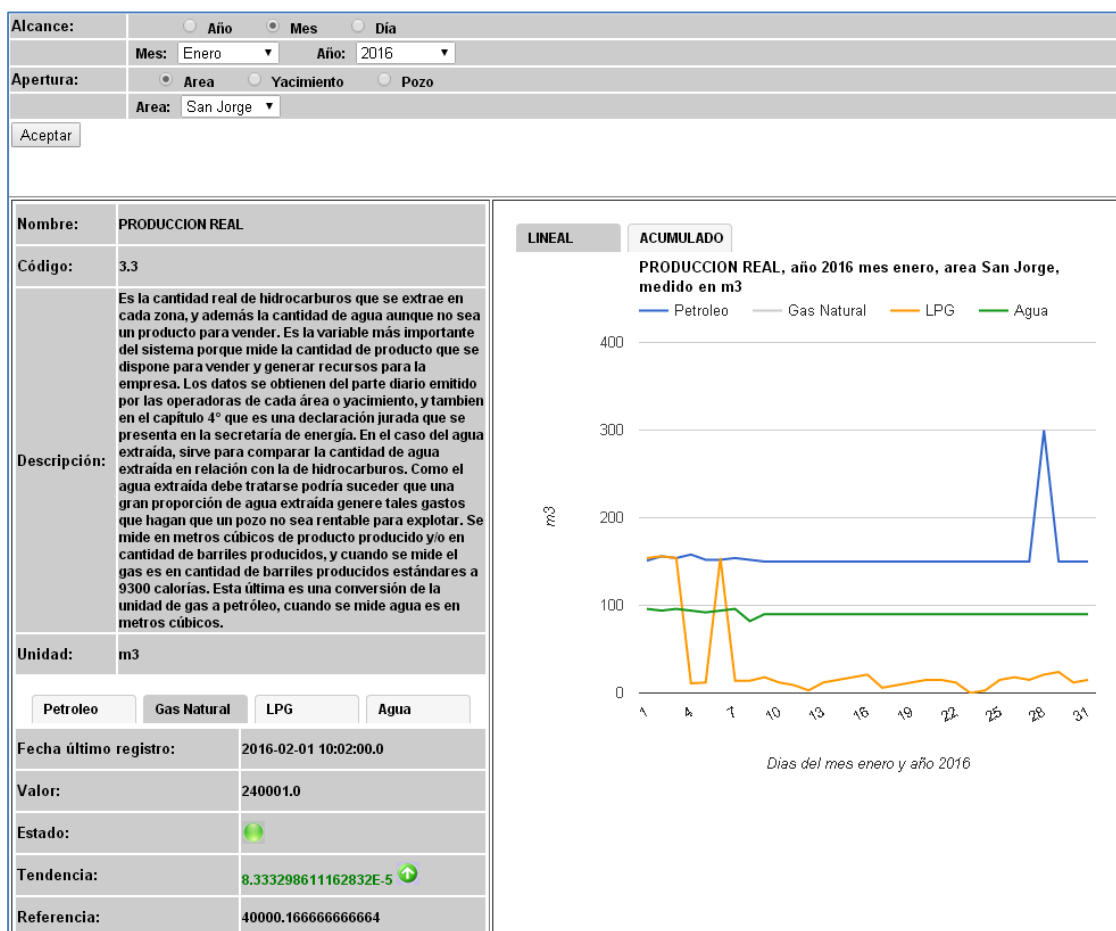 Alcance:
Año Mes Día
Mes: Enero Año: 2016
Apertura:
Area Yacimiento Pozo
Area: San Jorge
Aceptar
Nombre: PRODUCCION REAL
Código: 3.3
Descripción:
Es la cantidad real de hidrocarburos que se extrae en
cada zona, y además la cantidad de agua aunque no sea
un producto para vender. Es la variable más importante
del sistema porque mide la cantidad de producto que se
dispone para vender y generar recursos para la
empresa. Los datos se obtienen del parte diario emitido
por las operadoras de cada área o yacimiento, y tambien
en el capítulo 4° que es una declaración jurada que se
presenta en la secretaría de energía. En el caso del agua
extraída, sirve para comparar la cantidad de agua
extraída en relación con la de hidrocarburos. Como el
agua extraída debe tratarse podría suceder que una
gran proporción de agua extraída genere tales gastos
que hagan que un pozo no sea rentable para explotar. Se
mide en metros cúbicos de producto producido y/o en
cantidad de barriles producidos, y cuando se mide el
gas es en cantidad de barriles producidos estándares a
9300 calorías. Esta última es una conversión de la
unidad de gas a petróleo, cuando se mide agua es en
metros cúbicos.
Unidad: m3
Petroleo Gas Natural LPG Agua
Fecha último registro: 2016-02-01 10:02:00.0
Valor: 240001.0
Estado:
Tendencia: 8.333298611162832E-5
Referencia: 40000.166666666664
LINEAL ACUMULADO
PRODUCCION REAL, año 2016 mes enero, area San Jorge,
medido en m3
Petroleo Gas Natural LPG Agua
400
300
200
100
0
m3
1 4 7 10 13 16 19 22 25 28 31
Dias del mes enero y año 2016